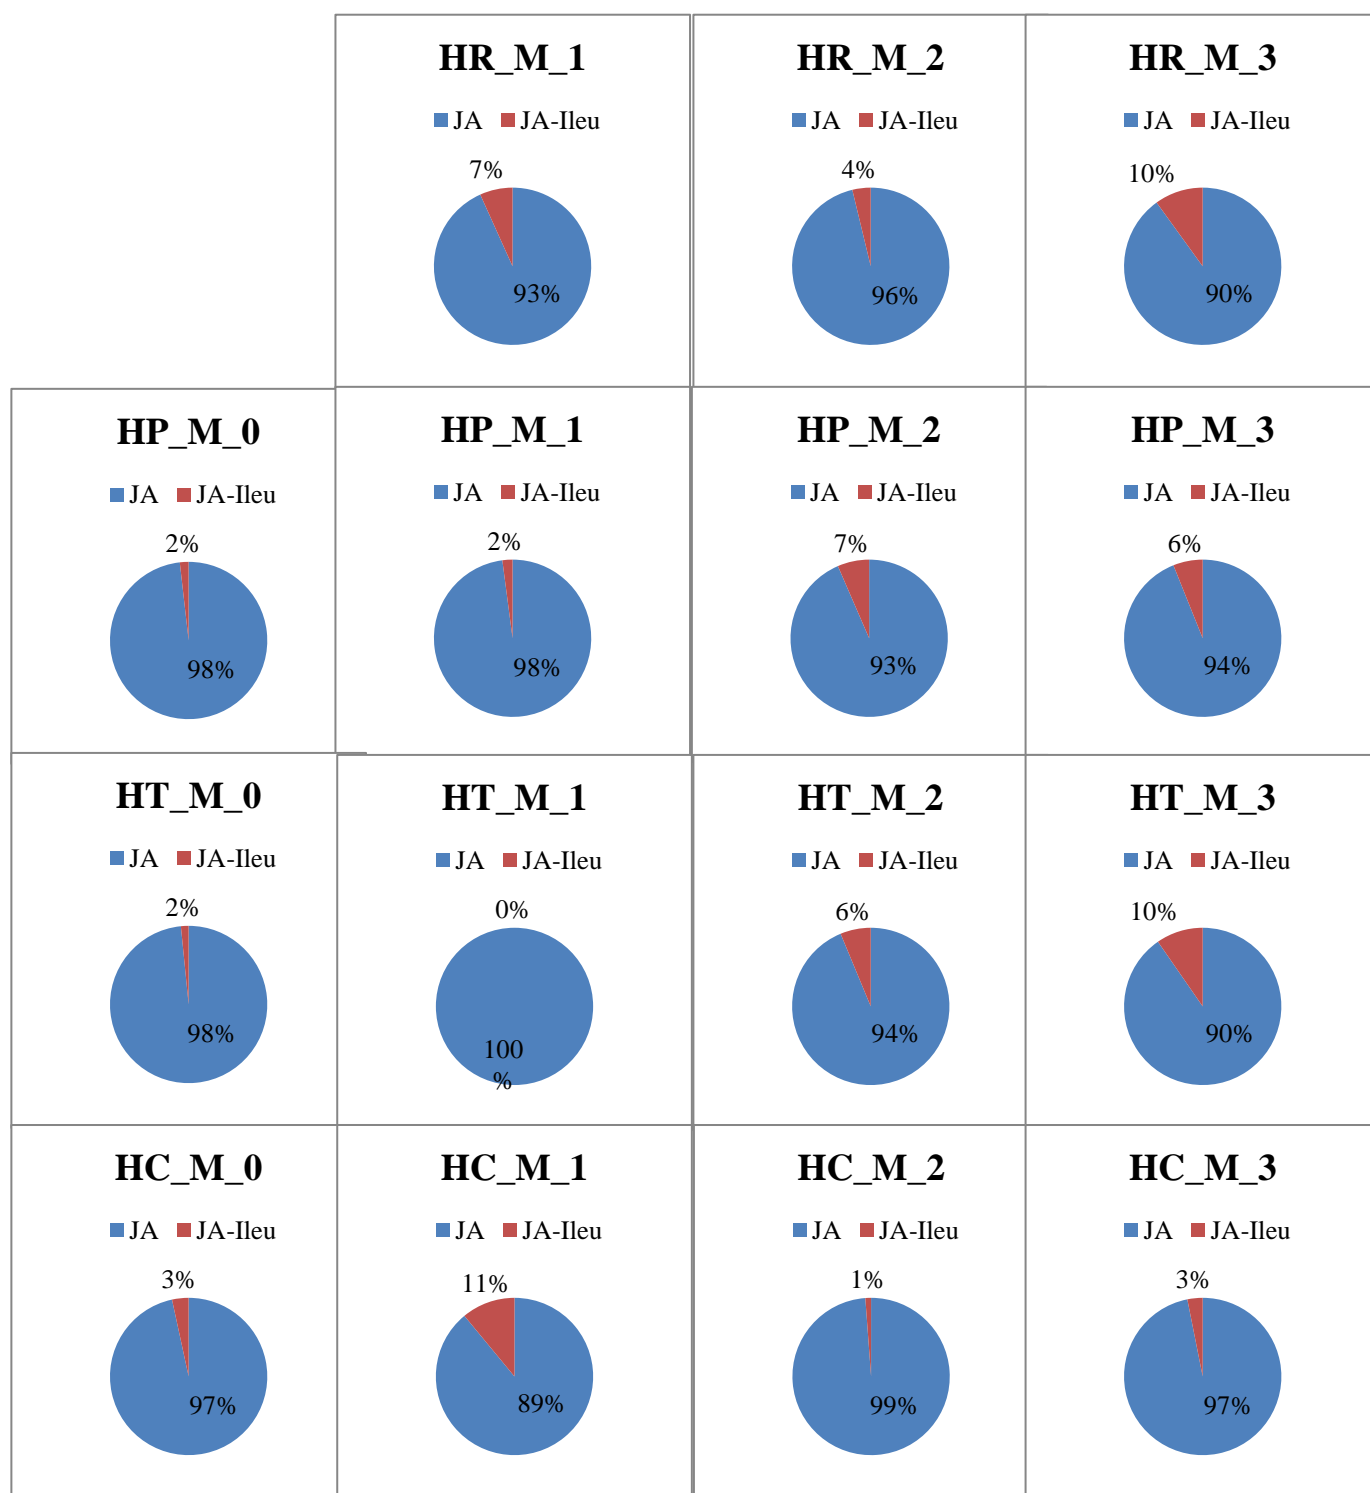 HR_M_1
JA JA-Ileu
7%
93%
HR_M_2
JA JA-Ileu
4%
96%
HR_M_3
JA JA-Ileu
10%
90%
HP_M_0
JA JA-Ileu
2%
98%
HP_M_1
JA JA-Ileu
2%
98%
HP_M_2
JA JA-Ileu
7%
93%
HP_M_3
JA JA-Ileu
6%
94%
HT_M_0
JA JA-Ileu
2%
98%
HT_M_1
JA JA-Ileu
0%
100
%
HT_M_2
JA JA-Ileu
6%
94%
HT_M_3
JA JA-Ileu
10%
90%
HC_M_0
JA JA-Ileu
3%
97%
HC_M_1
JA JA-Ileu
11%
89%
HC_M_2
JA JA-Ileu
1%
99%
HC_M_3
JA JA-Ileu
3%
97%